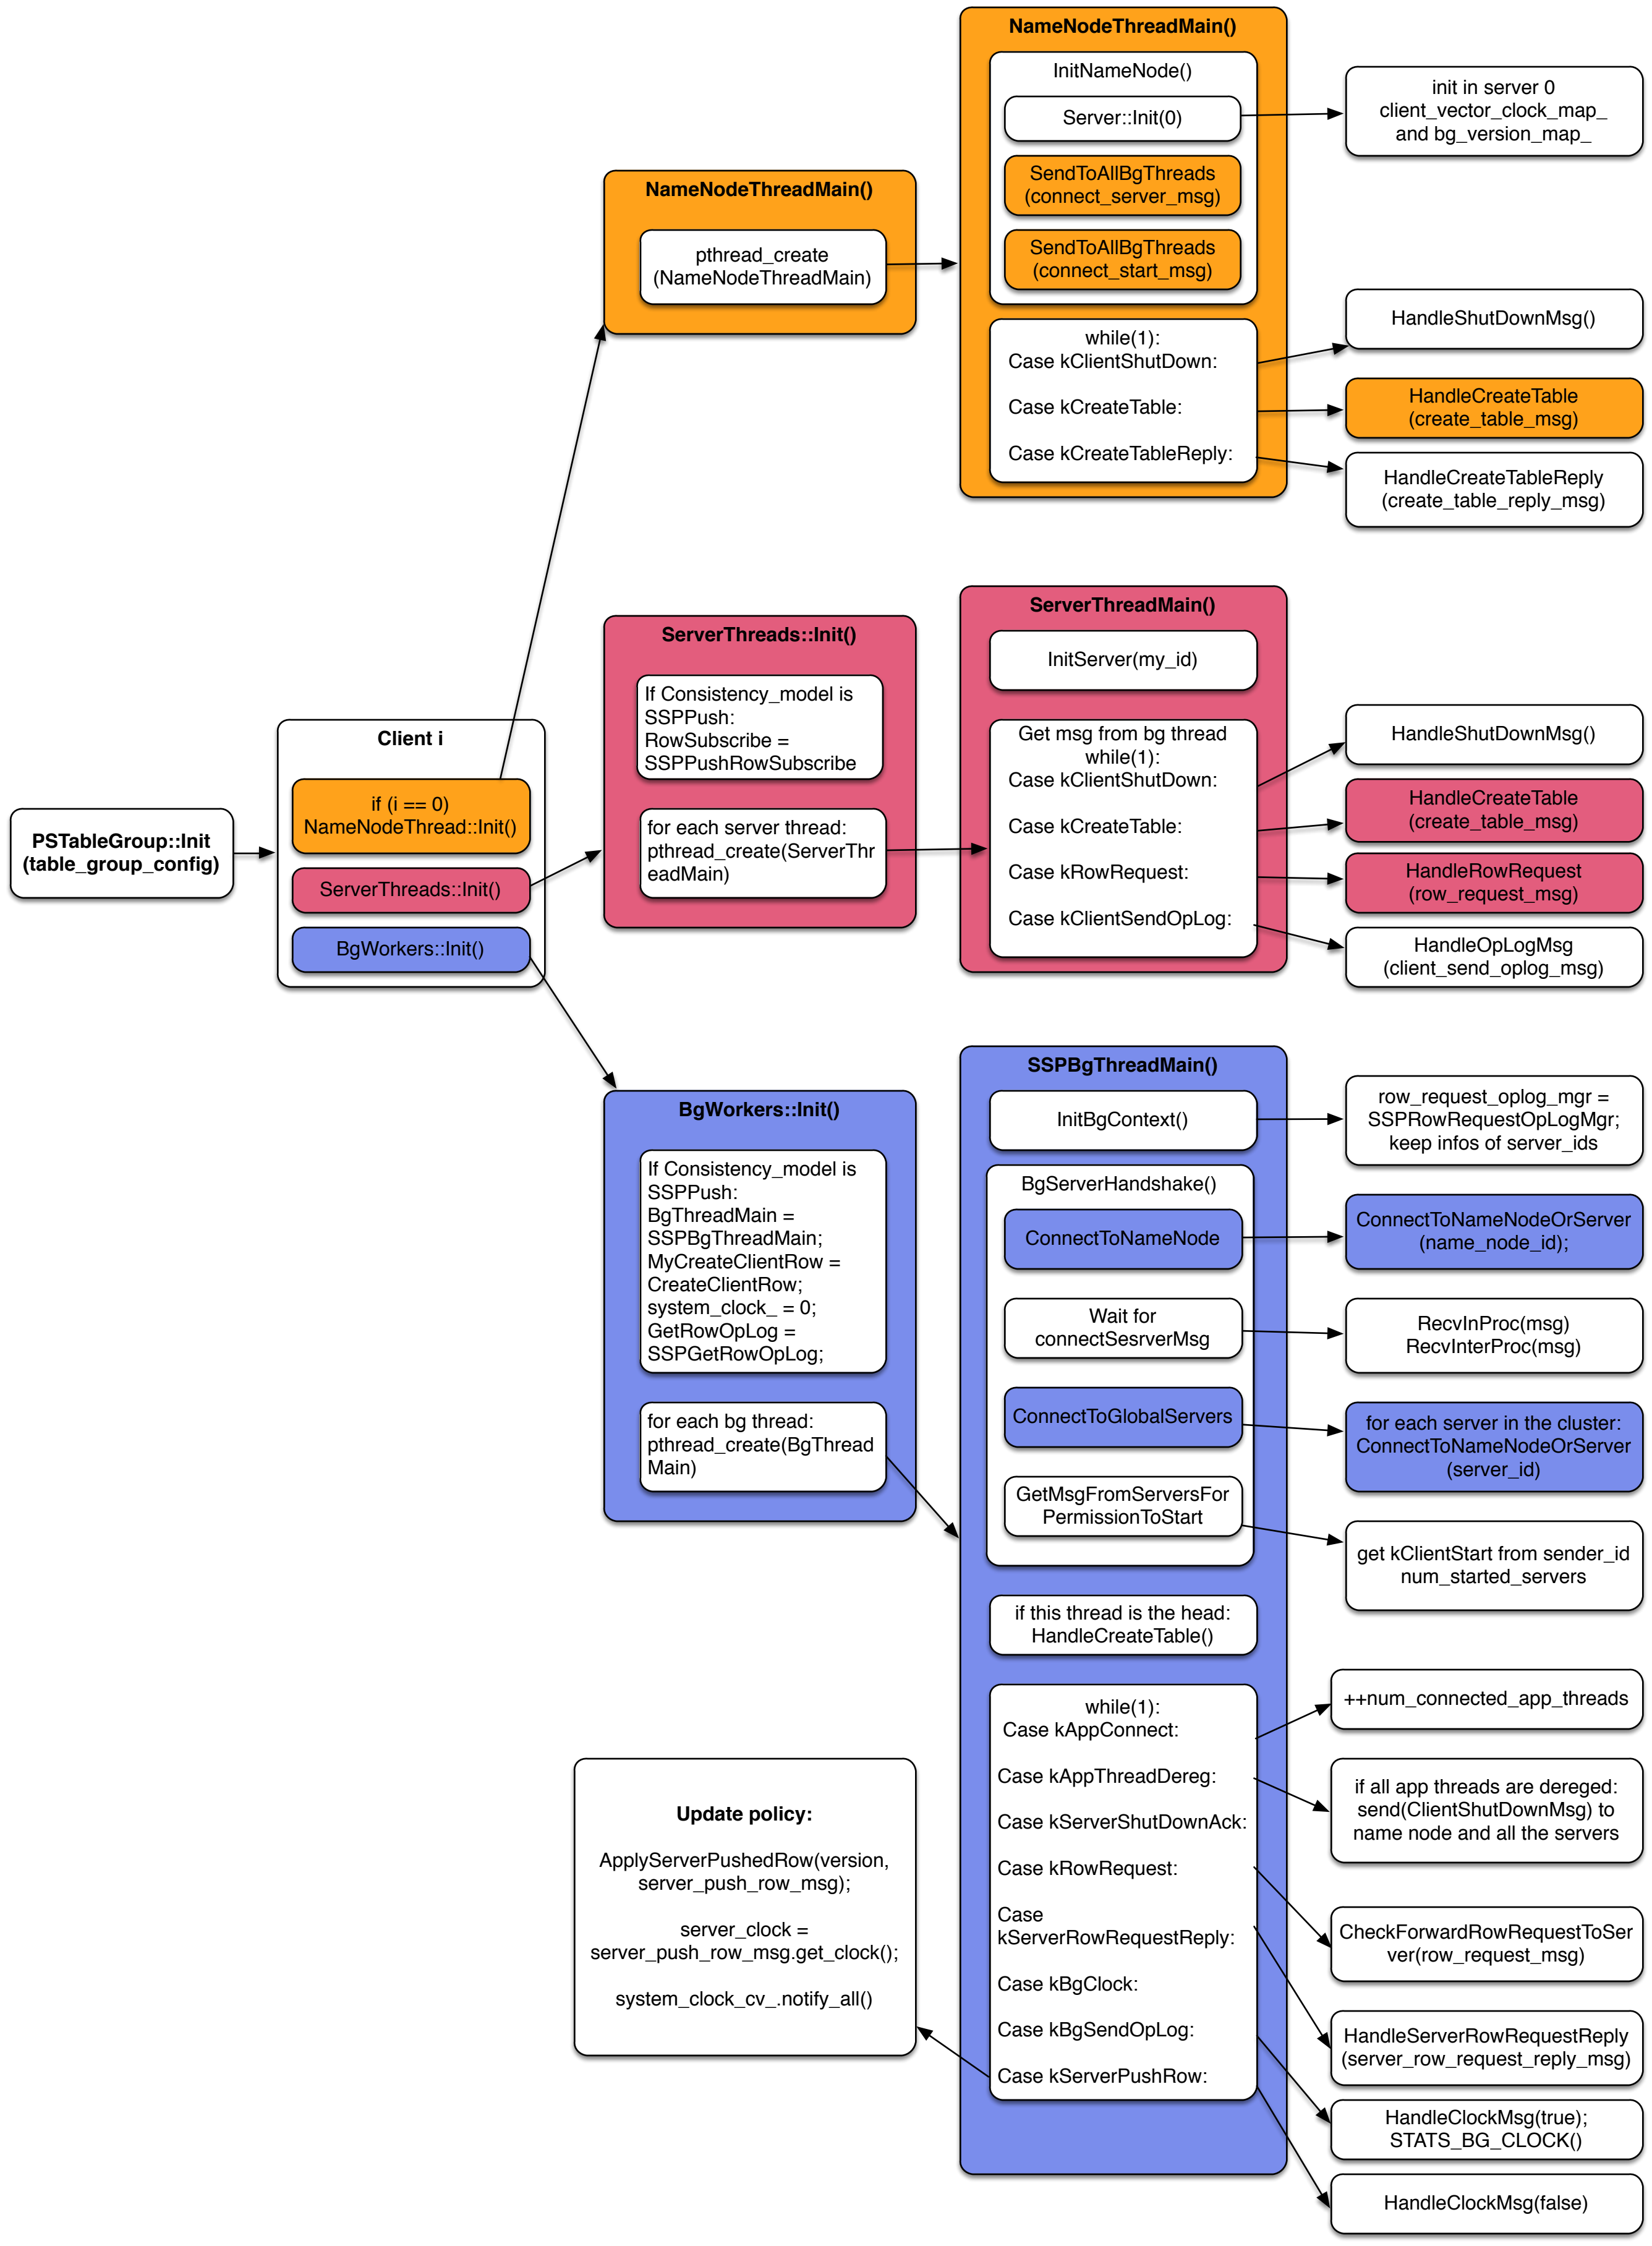 PSTableGroup::Init
(table_group_config)
Client i
if (i == 0)
NameNodeThread::Init()
ServerThreads::Init()
BgWorkers::Init()
NameNodeThreadMain()
pthread_create
(NameNodeThreadMain)
NameNodeThreadMain()
InitNameNode()
Server::Init(0)
SendToAllBgThreads
(connect_server_msg)
SendToAllBgThreads
(connect_start_msg)
while(1):
Case kClientShutDown:
Case kCreateTable:
Case kCreateTableReply:
init in server 0
client_vector_clock_map_
and bg_version_map_
HandleShutDownMsg()
HandleCreateTable
(create_table_msg)
HandleCreateTableReply
(create_table_reply_msg)
ServerThreads::Init()
If Consistency_model is
SSPPush:
RowSubscribe =
SSPPushRowSubscribe
for each server thread:
pthread_create(ServerThr
eadMain)
ServerThreadMain()
InitServer(my_id)
Get msg from bg thread
while(1):
Case kClientShutDown:
Case kCreateTable:
Case kRowRequest:
Case kClientSendOpLog:
HandleShutDownMsg()
HandleCreateTable
(create_table_msg)
HandleRowRequest
(row_request_msg)
HandleOpLogMsg
(client_send_oplog_msg)
BgWorkers::Init()
If Consistency_model is
SSPPush:
BgThreadMain =
SSPBgThreadMain;
MyCreateClientRow =
CreateClientRow;
system_clock_ = 0;
GetRowOpLog =
SSPGetRowOpLog;
for each bg thread:
pthread_create(BgThread
Main)
SSPBgThreadMain()
InitBgContext()
BgServerHandshake()
ConnectToNameNode
Wait for
connectSesrverMsg
ConnectToGlobalServers
GetMsgFromServersFor
PermissionToStart
if this thread is the head:
HandleCreateTable()
while(1):
Case kAppConnect:
Case kAppThreadDereg:
Case kServerShutDownAck:
Case kRowRequest:
Case
kServerRowRequestReply:
Case kBgClock:
Case kBgSendOpLog:
Case kServerPushRow:
row_request_oplog_mgr =
SSPRowRequestOpLogMgr;
keep infos of server_ids
ConnectToNameNodeOrServer
(name_node_id);
RecvInProc(msg)
RecvInterProc(msg)
for each server in the cluster:
ConnectToNameNodeOrServer
(server_id)
get kClientStart from sender_id
num_started_servers
++num_connected_app_threads
if all app threads are dereged:
send(ClientShutDownMsg) to
name node and all the servers
CheckForwardRowRequestToSer
ver(row_request_msg)
HandleServerRowRequestReply
(server_row_request_reply_msg)
HandleClockMsg(true);
STATS_BG_CLOCK()
HandleClockMsg(false)
Update policy:
ApplyServerPushedRow(version,
server_push_row_msg);
server_clock =
server_push_row_msg.get_clock();
system_clock_cv_.notify_all()